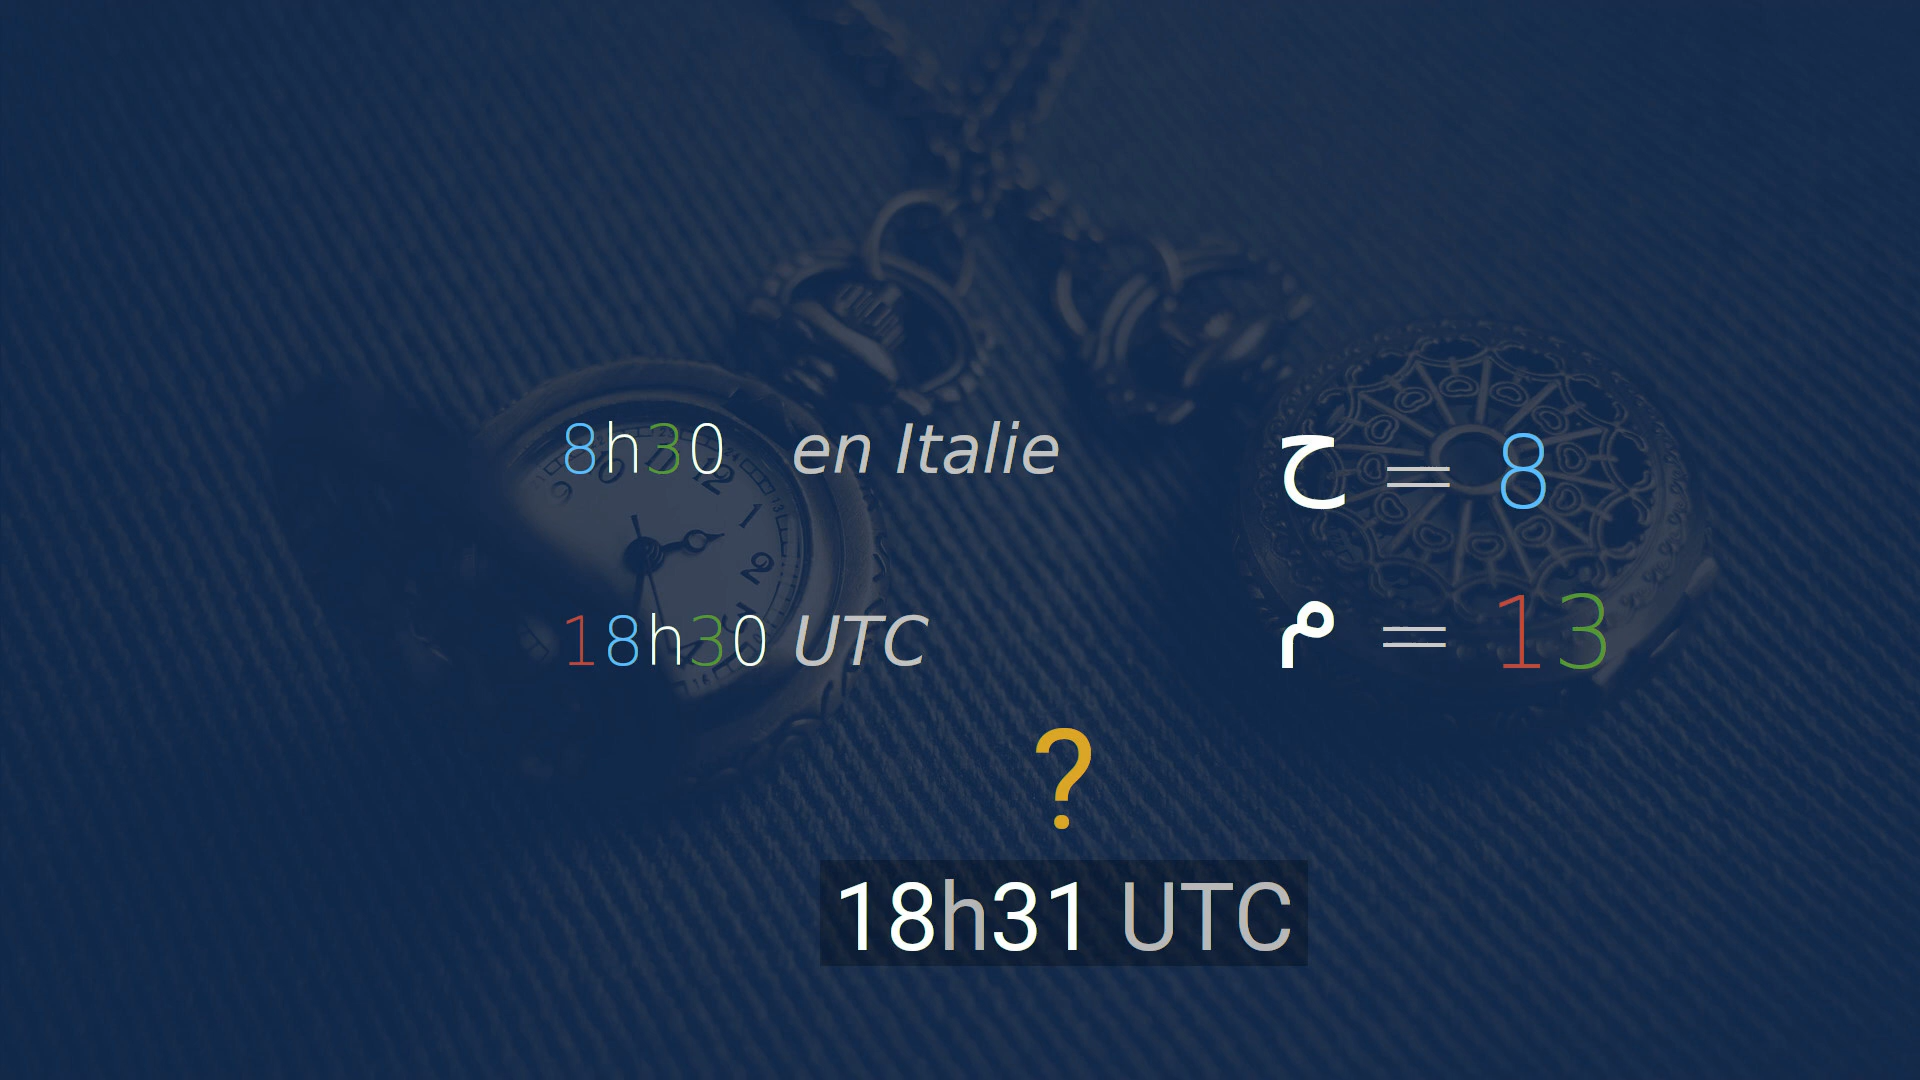 8h30 en Italie
ح = 8
18h30 UTC
م = 13
?
18h31 UTC